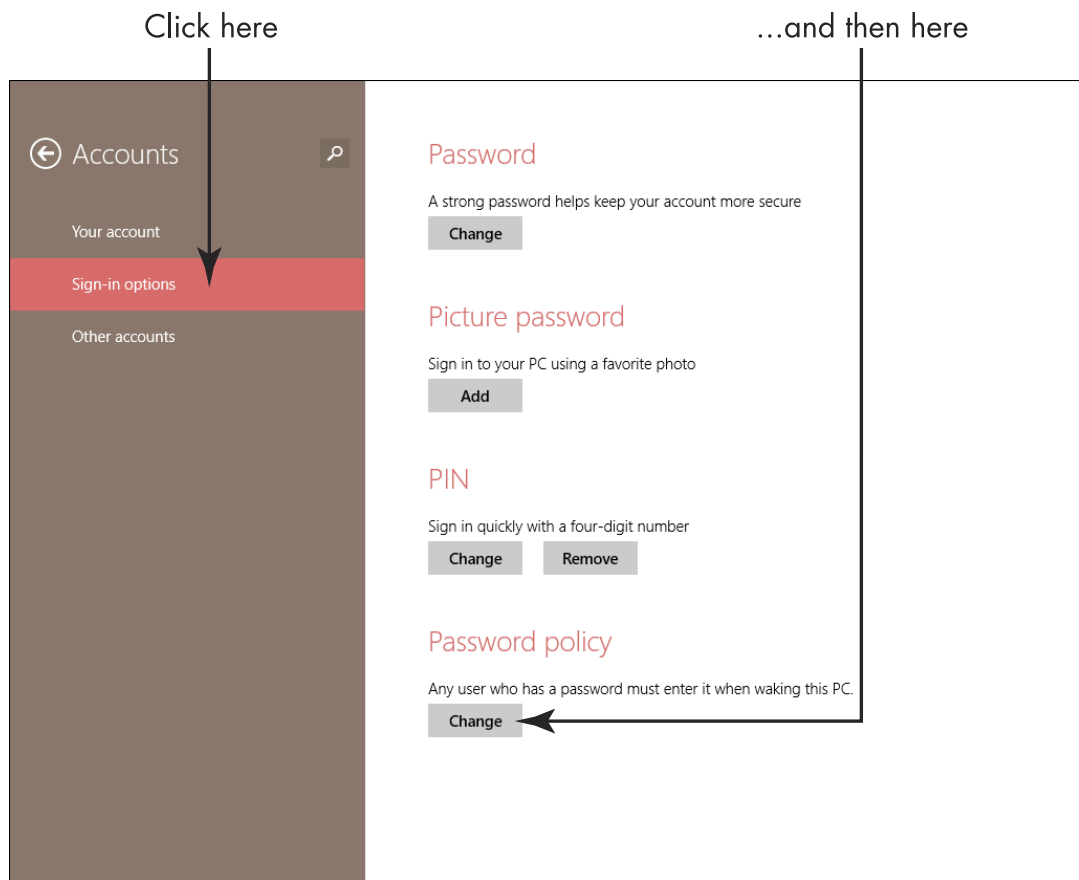 Click here
...and then here
Accounts
Your account
Sign-in options
Other accounts
Password
A strong password helps keep your account more secure
Change
Picture password
Sign in to your PC using a favorite photo
Add
PIN
Sign in quickly with a four-digit number
Change Remove
Password policy
Any user who has a password must enter it when waking this PC.
Change